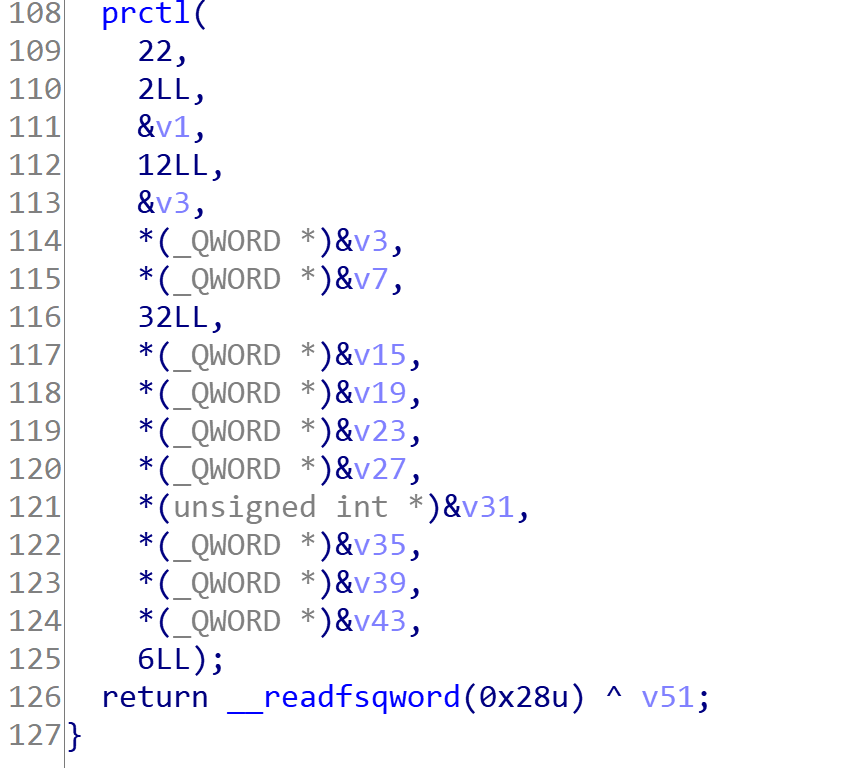 108 prctl(
109 22,
110 2LL,
111 &v1,
112 12LL,
113 &v3,
114 *(_QWORD *)&v3,
115 *(_QWORD *)&v7,
116 32LL,
117 *(_QWORD *)&v15,
118 *(_QWORD *)&v19,
119 *(_QWORD *)&v23,
120 *(_QWORD *)&v27,
121 *(unsigned int *)&v31,
122 *(_QWORD *)&v35,
123 *(_QWORD *)&v39,
124 *(_QWORD *)&v43,
125 6LL);
126 return __readfsqword(0x28u) ^ v51;
127 }